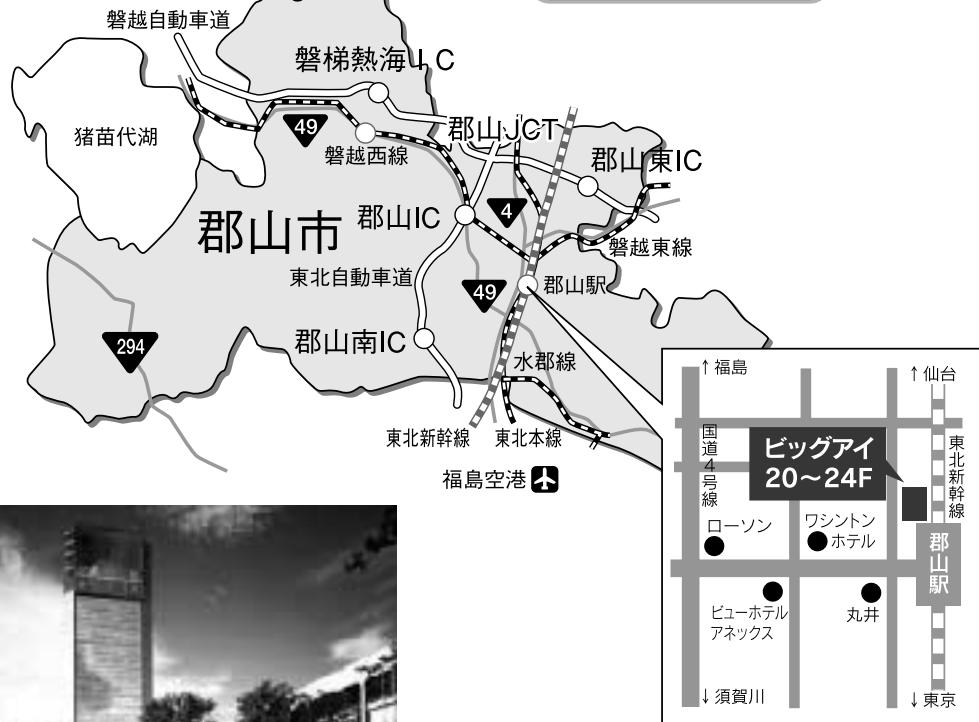 磐越自動車道
磐梯熱海IC
猪苗代湖
49
磐越西線
郡山JCT
郡山東IC
郡山市
郡山IC
4
磐越東線
東北自動車道
49
郡山駅
294
郡山南IC
水郡線
東北新幹線
東北本線
福島空港
↑福島
↑仙台
国道4号線
ビッグアイ
20〜24F
東北新幹線
ローソン
ワシントン
ホテル
郡山駅
ビューホテル
アネックス
丸井
↓須賀川
↓東京